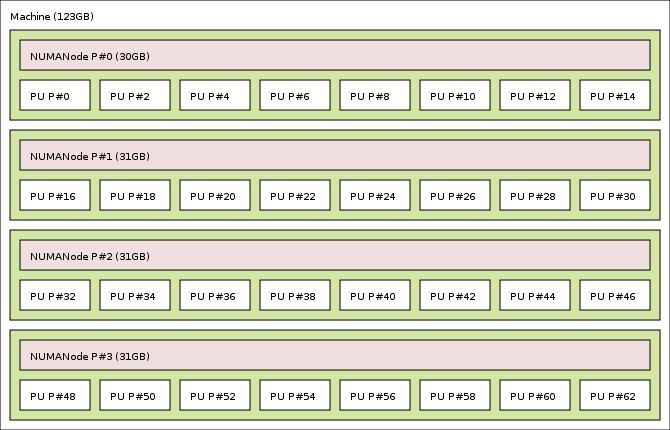 Machine (123GB)
NUMANode P#0 (30GB)
PU P#0 PU P#2 PU P#4 PU P#6 PU P#8 PU P#10 PU P#12 PU P#14
NUMANode P#1 (31GB)
PU P#16 PU P#18 PU P#20 PU P#22 PU P#24 PU P#26 PU P#28 PU P#30
NUMANode P#2 (31GB)
PU P#32 PU P#34 PU P#36 PU P#38 PU P#40 PU P#42 PU P#44 PU P#46
NUMANode P#3 (31GB)
PU P#48 PU P#50 PU P#52 PU P#54 PU P#56 PU P#58 PU P#60 PU P#62